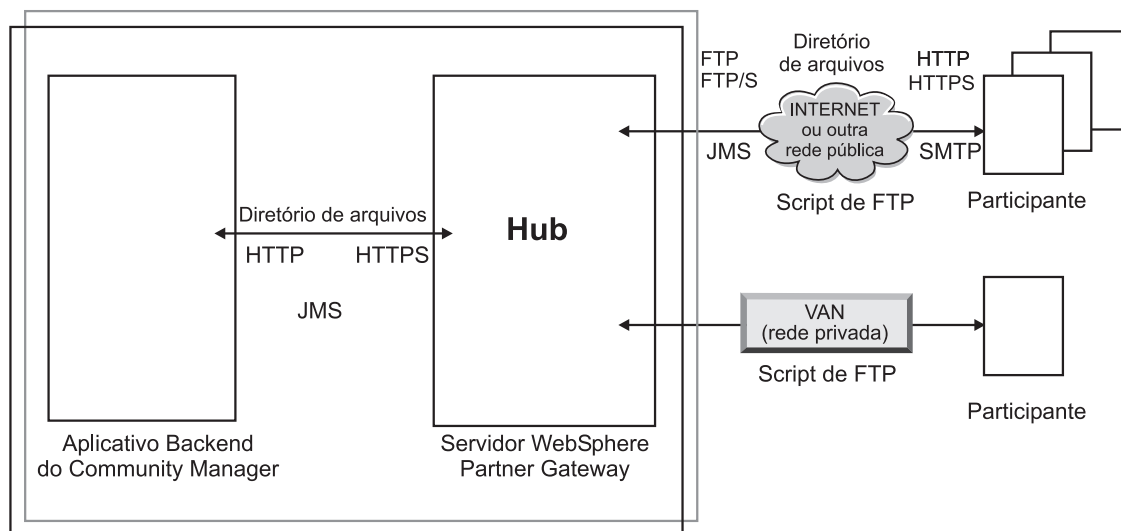 FTP
FTP/S
Diretório
de arquivos
HTTP
HTTPS
INTERNET
ou outra
rede pública
JMS
SMTP
Script de FTP
Participante
Diretório de arquivos
HTTP
HTTPS
JMS
Hub
VAN
(rede privada)
Script de FTP
Participante
Aplicativo Backend
do Community Manager
Servidor WebSphere
Partner Gateway